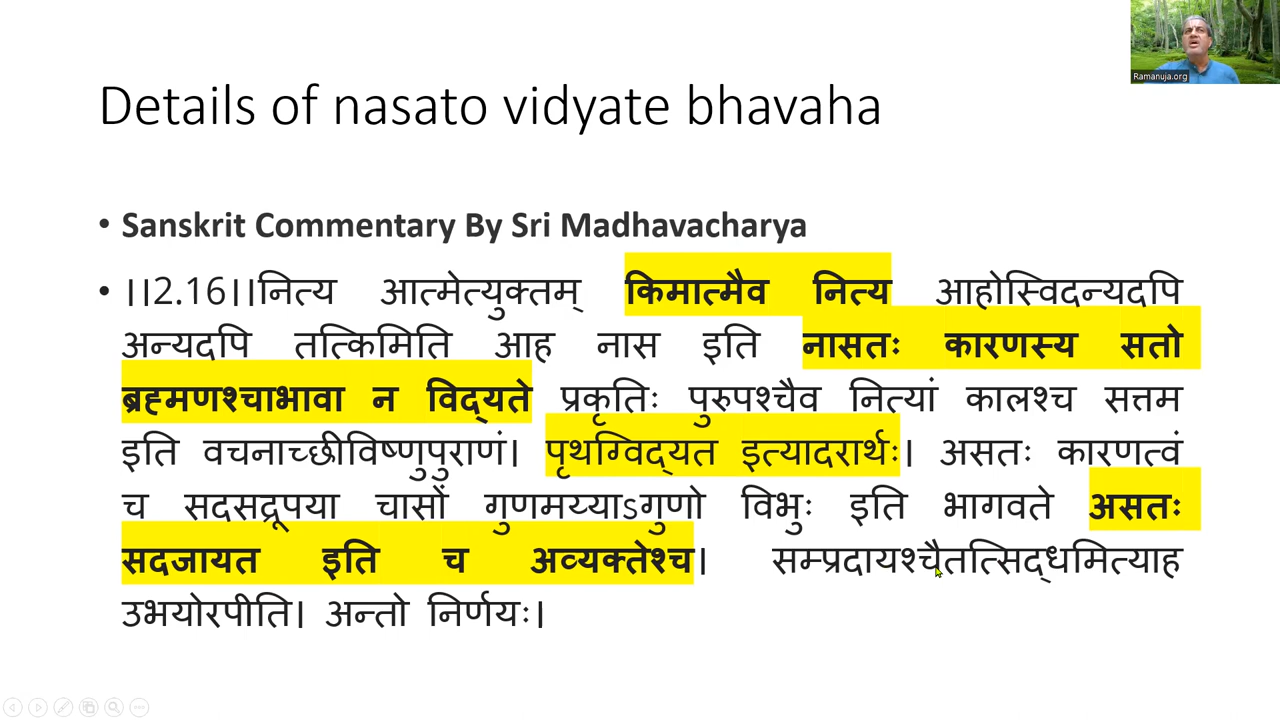 Ramanuja.org
Details of nasato vidyate bhavaha
• Sanskrit Commentary By Sri Madhavacharya
• ।।2.16।।नित्य आत्मेत्युक्तम् किमात्मैव नित्य आहोस्विदन्यदपि
अन्यदपि तत्किमिति आह नास इति नासतः कारणस्य सतो
ब्रह्मणश्चाभावा न विद्यते प्रकृतिः पुरुपश्चैव नित्यां कालश्च सत्तम
इति वचनाच्छीविष्णुपुराणं। पृथग्विद्यत इत्यादरार्थः। असतः कारणत्वं
च सदसद्रूपया चासों गुणमय्याऽगुणो विभुः इति भागवते असतः
सदजायत इति च अव्यक्तेश्च। सम्प्रदायश्चैतत्सिद्धमित्याह
उभयोरपीति। अन्तो निर्णयः।